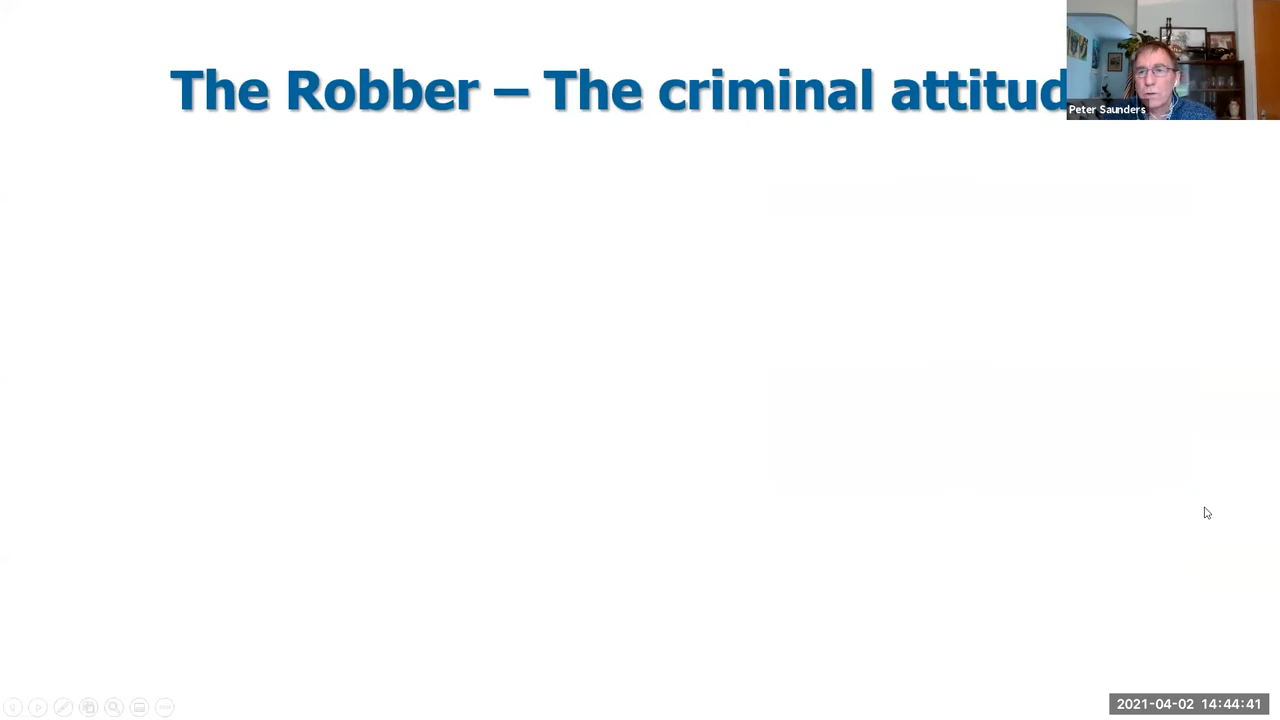 The Robber – The criminal attitud
Peter Saunders
2021-04-02 14:44:41